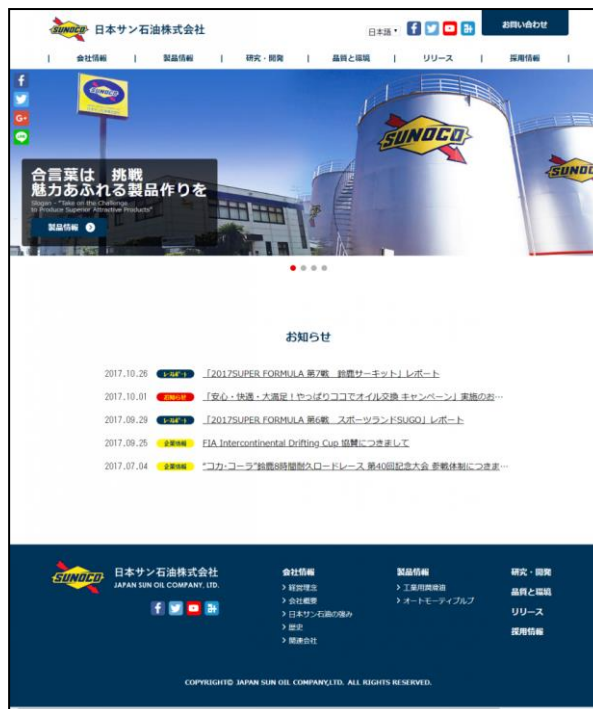 SUNOCO 日本サン石油株式会社
日本語
お問い合わせ
会社情報 | 製品情報 | 研究・開発 | 品質と環境 | リリース | 採用情報
SUNOCO
SUNOCO
合言葉は 挑戦
魅力あふれる製品作りを
Slogan - "Take on the Challenge
to Produce Superior Attractive Products"
製品情報
お知らせ
2017.10.26 「2017SUPER FORMULA 第7戦 鈴鹿サーキット」レポート
2017.10.01 お知らせ 「安心・快適・大満足！やっぱりココでオイル交換 キャンペーン」実施のお…
2017.09.29 「2017SUPER FORMULA 第6戦 スポーツランドSUGO」レポート
2017.09.25 企業情報 FIA Intercontinental Drifting Cup 協賛につきまして
2017.07.04 企業情報 "コカ・コーラ"鈴鹿8時間耐久ロードレース 第40回記念大会 参戦体制につきま…
SUNOCO 日本サン石油株式会社
JAPAN SUN OIL COMPANY, LTD.
会社情報
> 経営理念
> 会社概要
> 日本サン石油の強み
> 歴史
> 関連会社
製品情報
> 工業用潤滑油
> オートモーティブルブ
研究・開発
品質と環境
リリース
採用情報
COPYRIGHT© JAPAN SUN OIL COMPANY,LTD. ALL RIGHTS RESERVED.